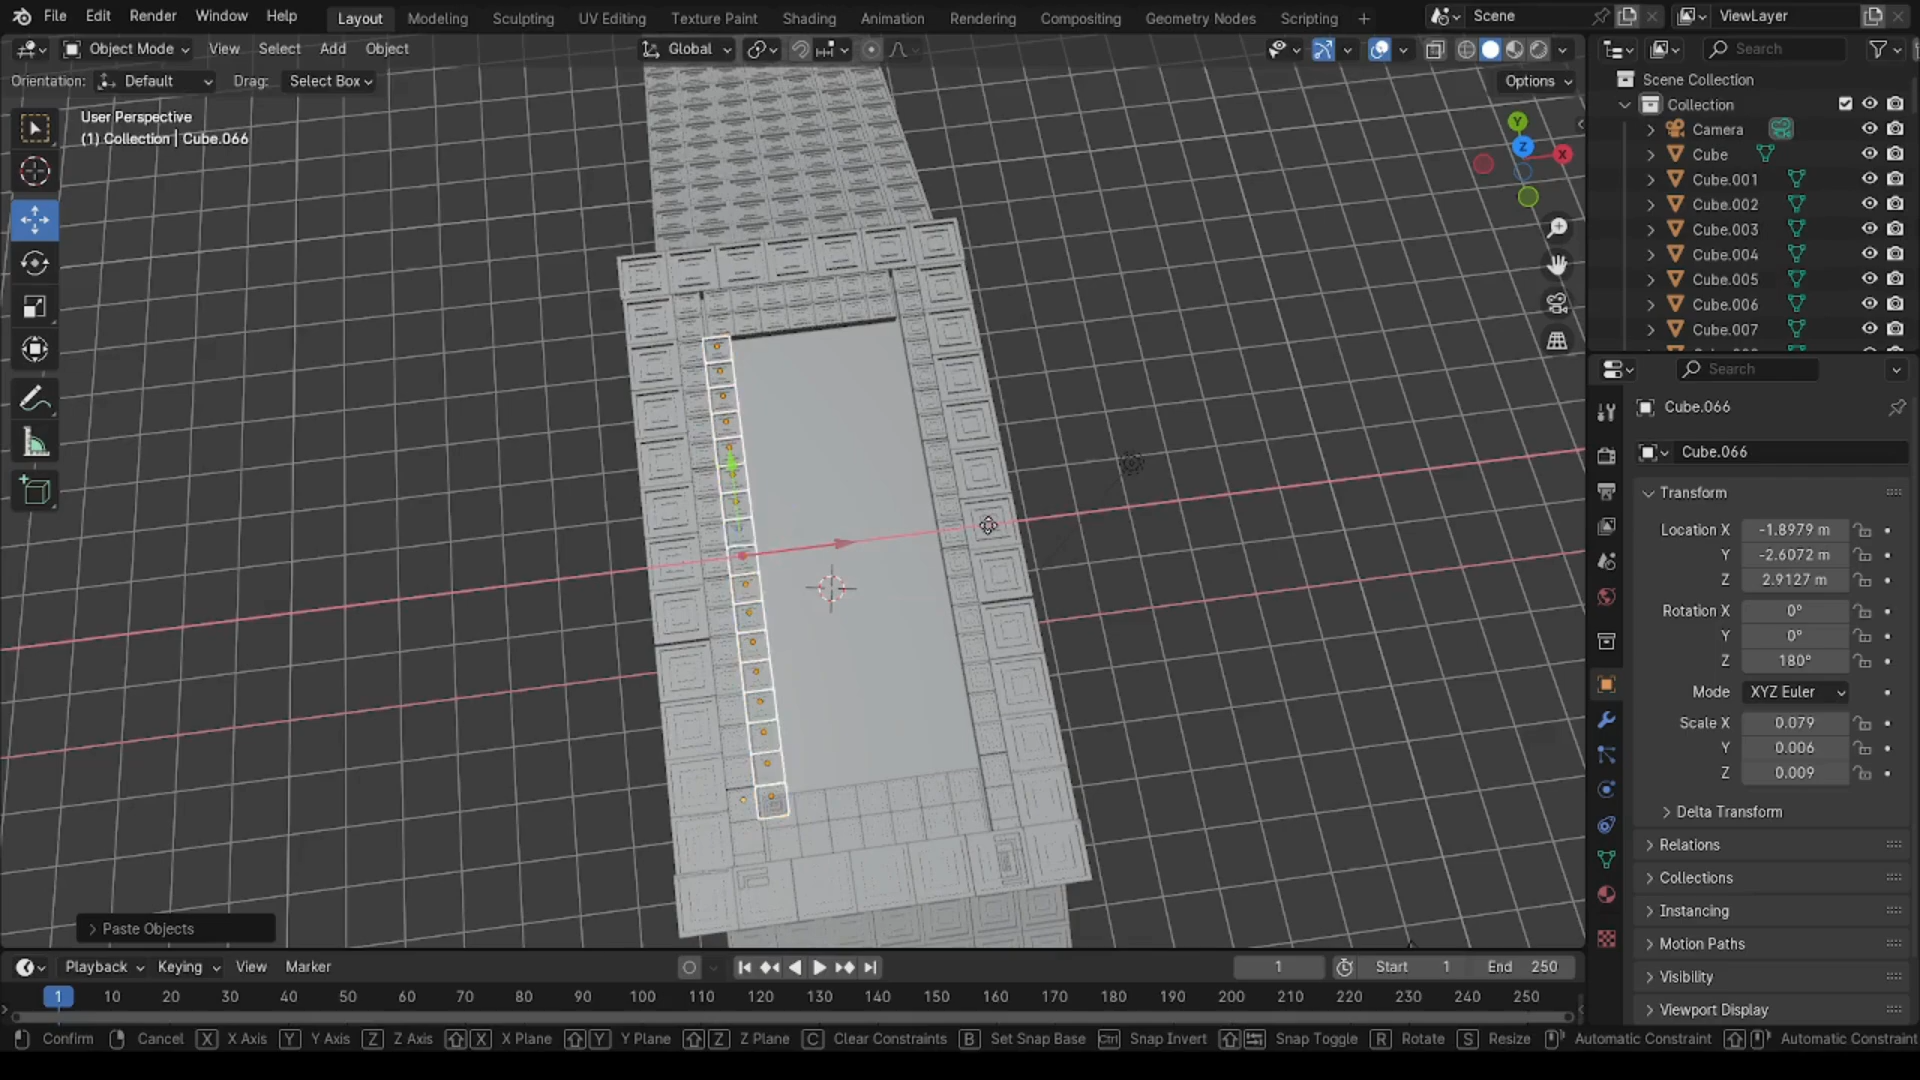 File Edit Render Window Help Layout Modeling Sculpting UV Editing Texture Paint Shading Animation Rendering Compositing Geometry Nodes Scripting + Scene ViewLayer
Object Mode View Select Add Object Global Search
Orientation: Default Drag: Select Box Options
Scene Collection
Collection
Camera
Cube
Cube.001
Cube.002
Cube.003
Cube.004
Cube.005
Cube.006
Cube.007
User Perspective
(1) Collection | Cube.066
Y
Z
X
Search
Cube.066
Cube.066
Transform
Location X -1.8979 m
Y -2.6072 m
Z 2.9127 m
Rotation X 0°
Y 0°
Z 180°
Mode XYZ Euler
Scale X 0.079
Y 0.006
Z 0.009
Delta Transform
Relations
Collections
Instancing
Motion Paths
Visibility
Viewport Display
Paste Objects
Playback Keying View Marker 1 Start 1 End 250
1 10 20 30 40 50 60 70 80 90 100 110 120 130 140 150 160 170 180 190 200 210 220 230 240 250
Confirm Cancel X X Axis Y Y Axis Z Z Axis X X Plane Y Y Plane Z Z Plane C Clear Constraints B Set Snap Base Ctrl Snap Invert Snap Toggle R Rotate S Resize Automatic Constraint Automatic Constraint